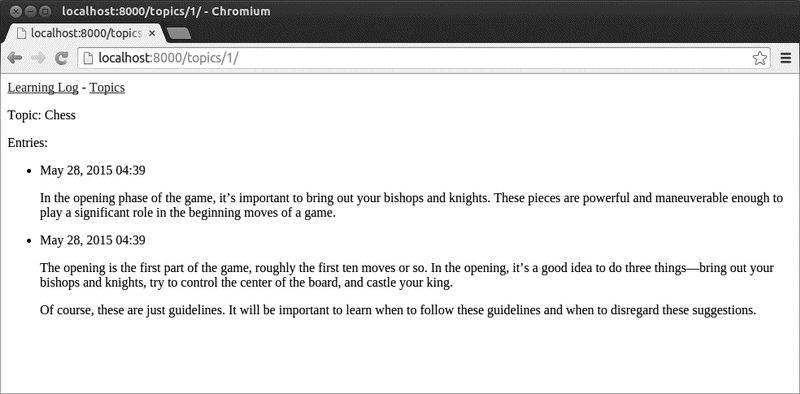 localhost:8000/topics/1/ - Chromium
localhost:8000/topics
localhost:8000/topics/1/
Learning Log - Topics
Topic: Chess
Entries:
• May 28, 2015 04:39
In the opening phase of the game, it’s important to bring out your bishops and knights. These pieces are powerful and maneuverable enough to
play a significant role in the beginning moves of a game.
• May 28, 2015 04:39
The opening is the first part of the game, roughly the first ten moves or so. In the opening, it’s a good idea to do three things—bring out your
bishops and knights, try to control the center of the board, and castle your king.
Of course, these are just guidelines. It will be important to learn when to follow these guidelines and when to disregard these suggestions.